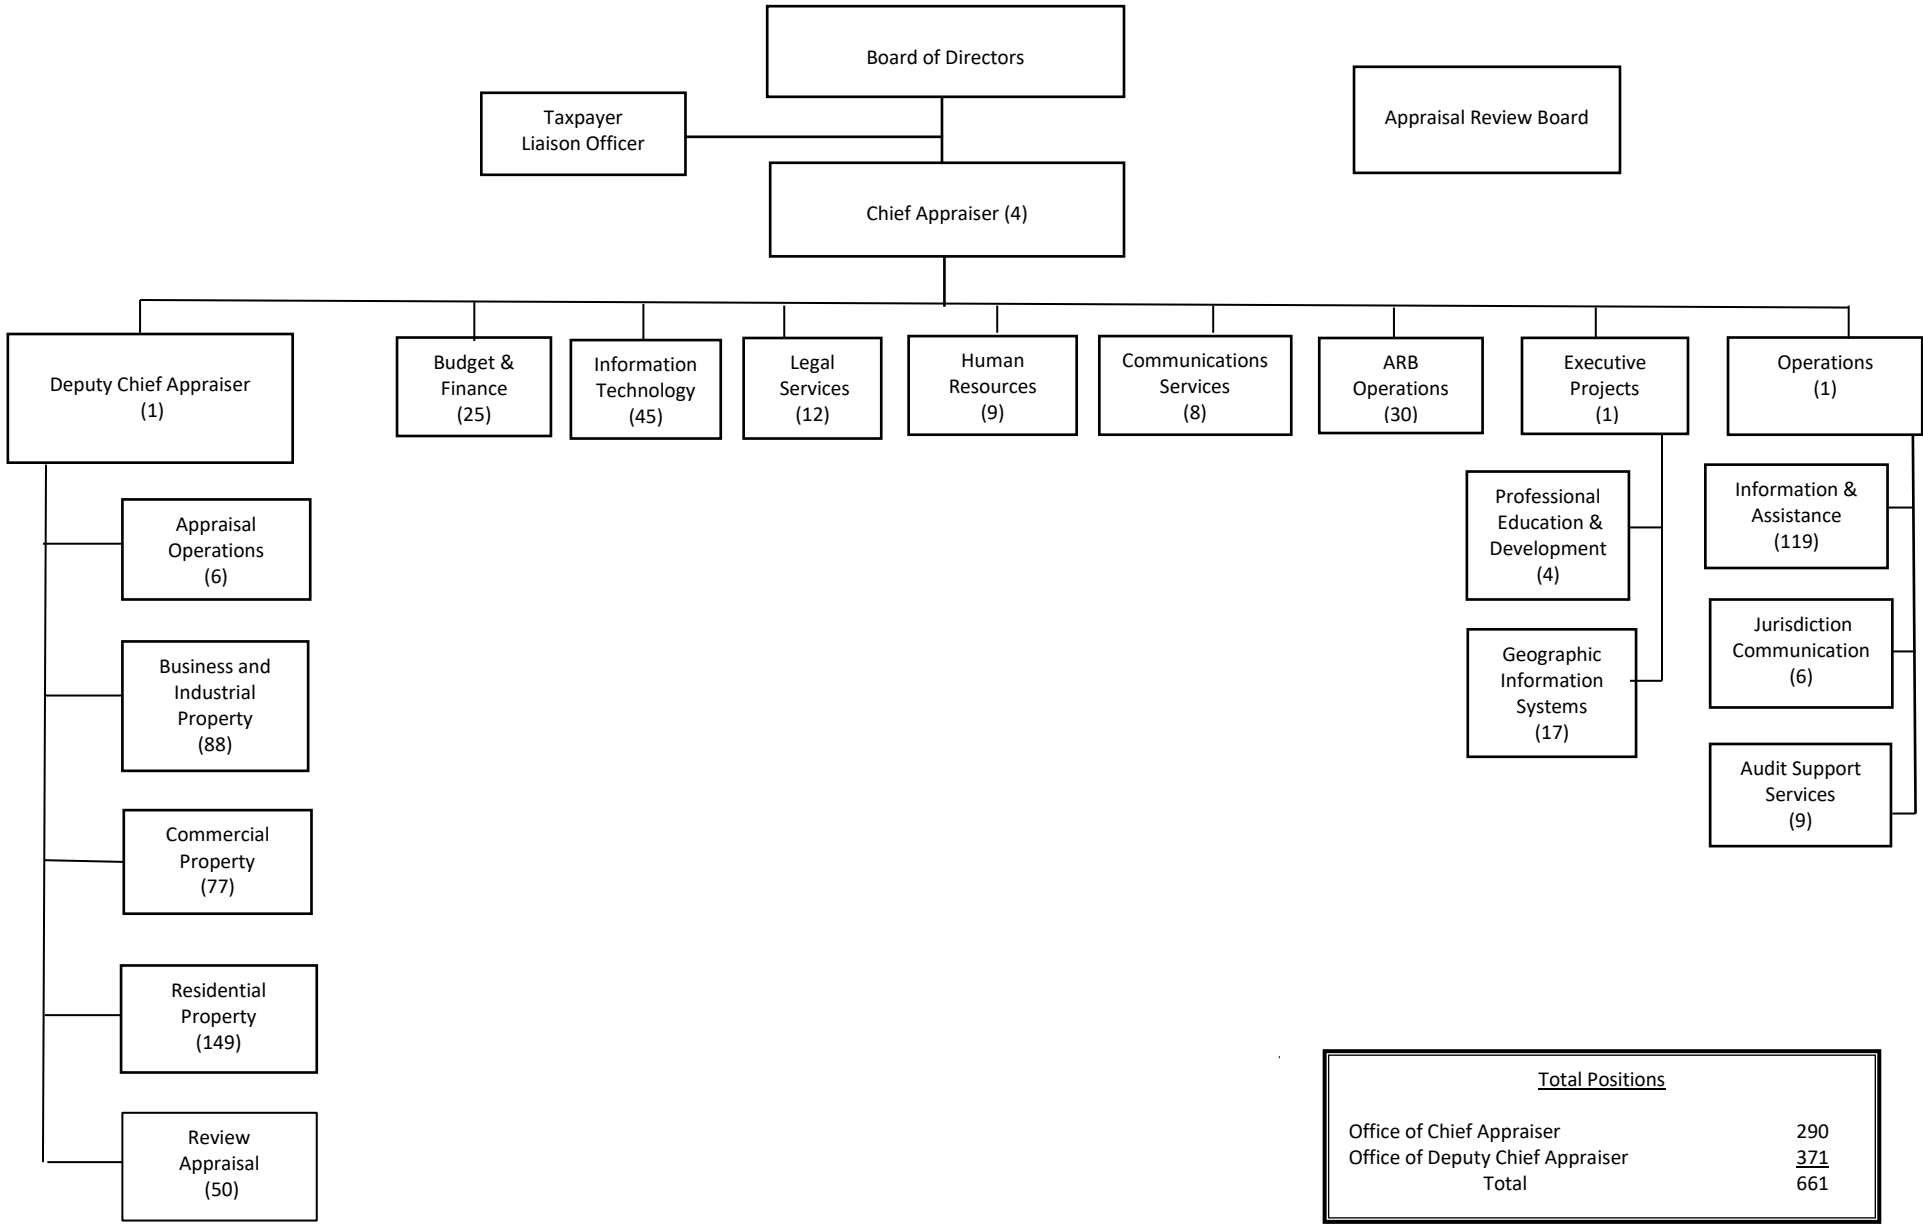 Board of Directors
Taxpayer
Liaison Officer
Appraisal Review Board
Chief Appraiser (4)
Deputy Chief Appraiser
(1)
Budget &
Finance
(25)
Information
Technology
(45)
Legal
Services
(12)
Human
Resources
(9)
Communications
Services
(8)
ARB
Operations
(30)
Executive
Projects
(1)
Operations
(1)
Appraisal
Operations
(6)
Business and
Industrial
Property
(88)
Commercial
Property
(77)
Residential
Property
(149)
Review
Appraisal
(50)
Professional
Education &
Development
(4)
Geographic
Information
Systems
(17)
Information &
Assistance
(119)
Jurisdiction
Communication
(6)
Audit Support
Services
(9)
Total Positions
Office of Chief Appraiser 290
Office of Deputy Chief Appraiser 371
Total 661